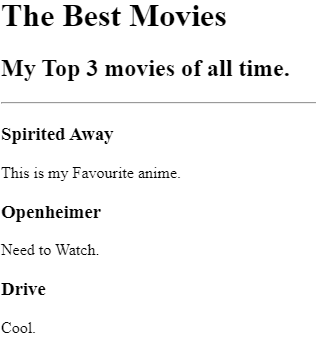 The Best Movies
My Top 3 movies of all time.
Spirited Away
This is my Favourite anime.
Openheimer
Need to Watch.
Drive
Cool.